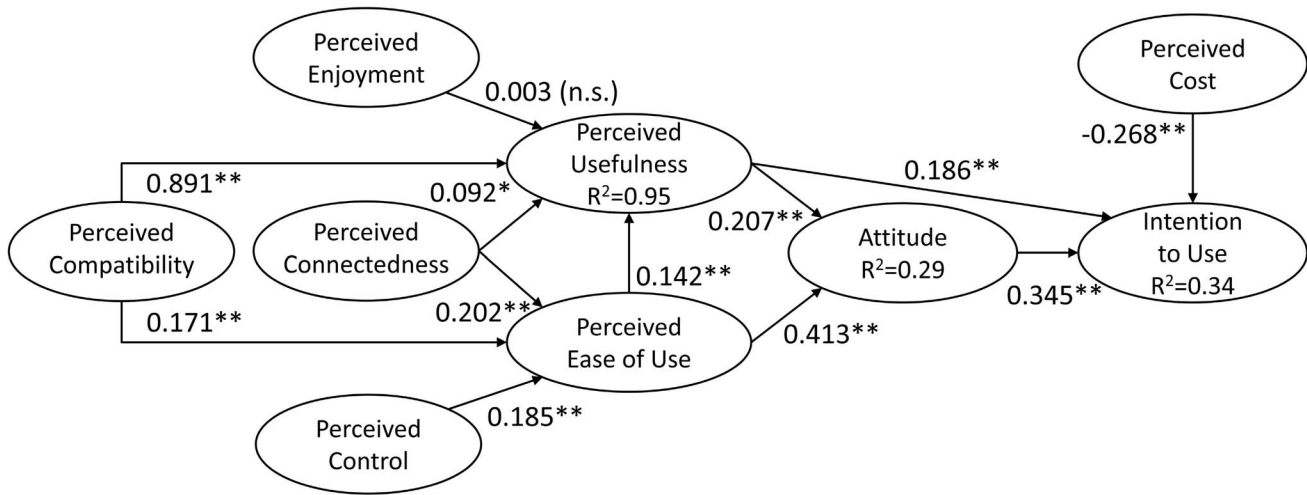 Perceived
Enjoyment
0.003 (n.s.)
Perceived
Cost
-0.268**
Perceived
Usefulness
R²=0.95
0.891**
0.092*
0.186**
0.207**
Perceived
Compatibility
Perceived
Connectedness
Attitude
R²=0.29
Intention
to Use
R²=0.34
0.142**
0.345**
0.202**
0.171**
Perceived
Ease of Use
0.413**
0.185**
Perceived
Control